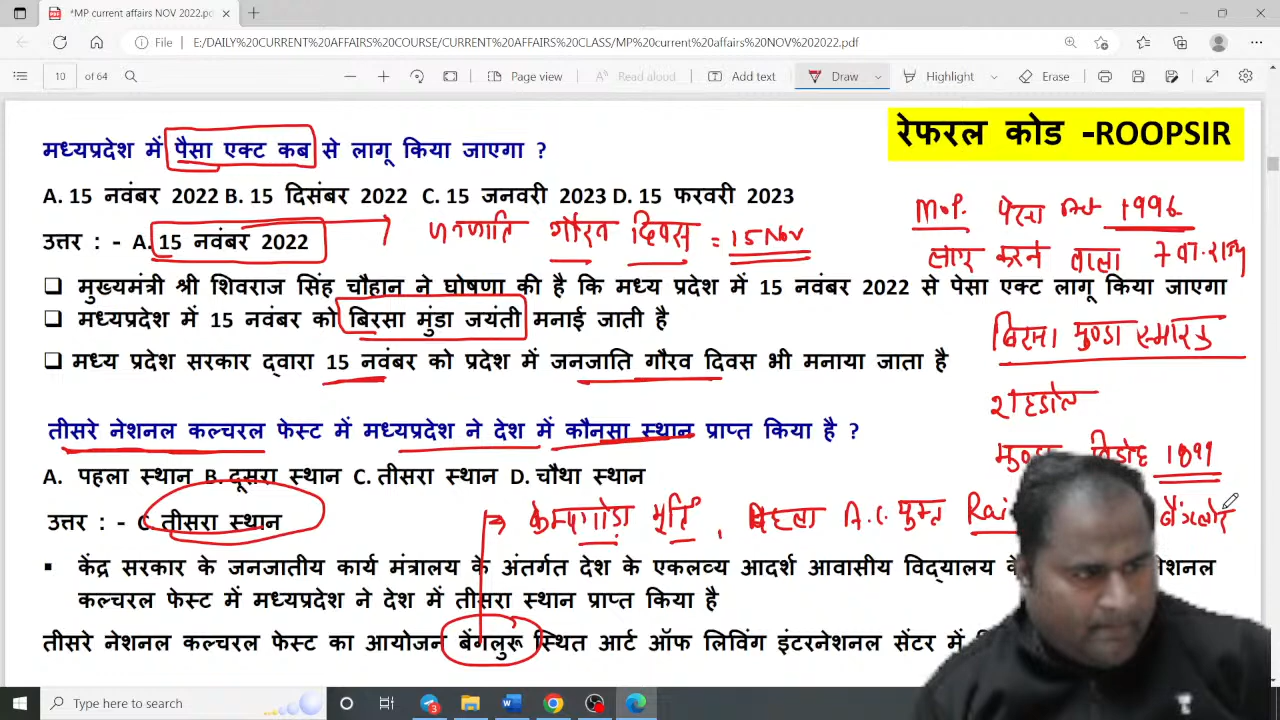 *MP current affairs NOV 2022.pd
File
E:/DAILY%20CURRENT%20AFFAIRS%20COURSE/CURRENT%20AFFAIRS%20CLASS/MP%20current%20affairs%20NOV%202022.pdf
10 of 64
Page view
Read aloud
Add text
Draw
Highlight
Erase
रेफरल कोड -ROOPSIR
मध्यप्रदेश में पैसा एक्ट कब से लागू किया जाएगा ?
A. 15 नवंबर 2022 B. 15 दिसंबर 2022 C. 15 जनवरी 2023 D. 15 फरवरी 2023
M.P. पेसा 1996
उत्तर : - A. 15 नवंबर 2022
जनजाति गौरव दिवस = 15 Nov
लागू करने वाला 7 वां राज्य
❑ मुख्यमंत्री श्री शिवराज सिंह चौहान ने घोषणा की है कि मध्य प्रदेश में 15 नवंबर 2022 से पेसा एक्ट लागू किया जाएगा
❑ मध्यप्रदेश में 15 नवंबर को बिरसा मुंडा जयंती मनाई जाती है
बिरसा मुण्डा स्मारक
❑ मध्य प्रदेश सरकार द्वारा 15 नवंबर को प्रदेश में जनजाति गौरव दिवस भी मनाया जाता है
शहडोल
तीसरे नेशनल कल्चरल फेस्ट में मध्यप्रदेश ने देश में कौनसा स्थान प्राप्त किया है ?
विद्रोह 1899
A. पहला स्थान B. दूसरा स्थान C. तीसरा स्थान D. चौथा स्थान
उत्तर : - C तीसरा स्थान
केम्पागोडा मूर्ति , पहला A.C. युक्त Rai
बैंगलोर
▪ केंद्र सरकार के जनजातीय कार्य मंत्रालय के अंतर्गत देश के एकलव्य आदर्श आवासीय विद्यालय के
कल्चरल फेस्ट में मध्यप्रदेश ने देश में तीसरा स्थान प्राप्त किया है
तीसरे नेशनल कल्चरल फेस्ट का आयोजन बेंगलुरू स्थित आर्ट ऑफ लिविंग इंटरनेशनल सेंटर में
Type here to search